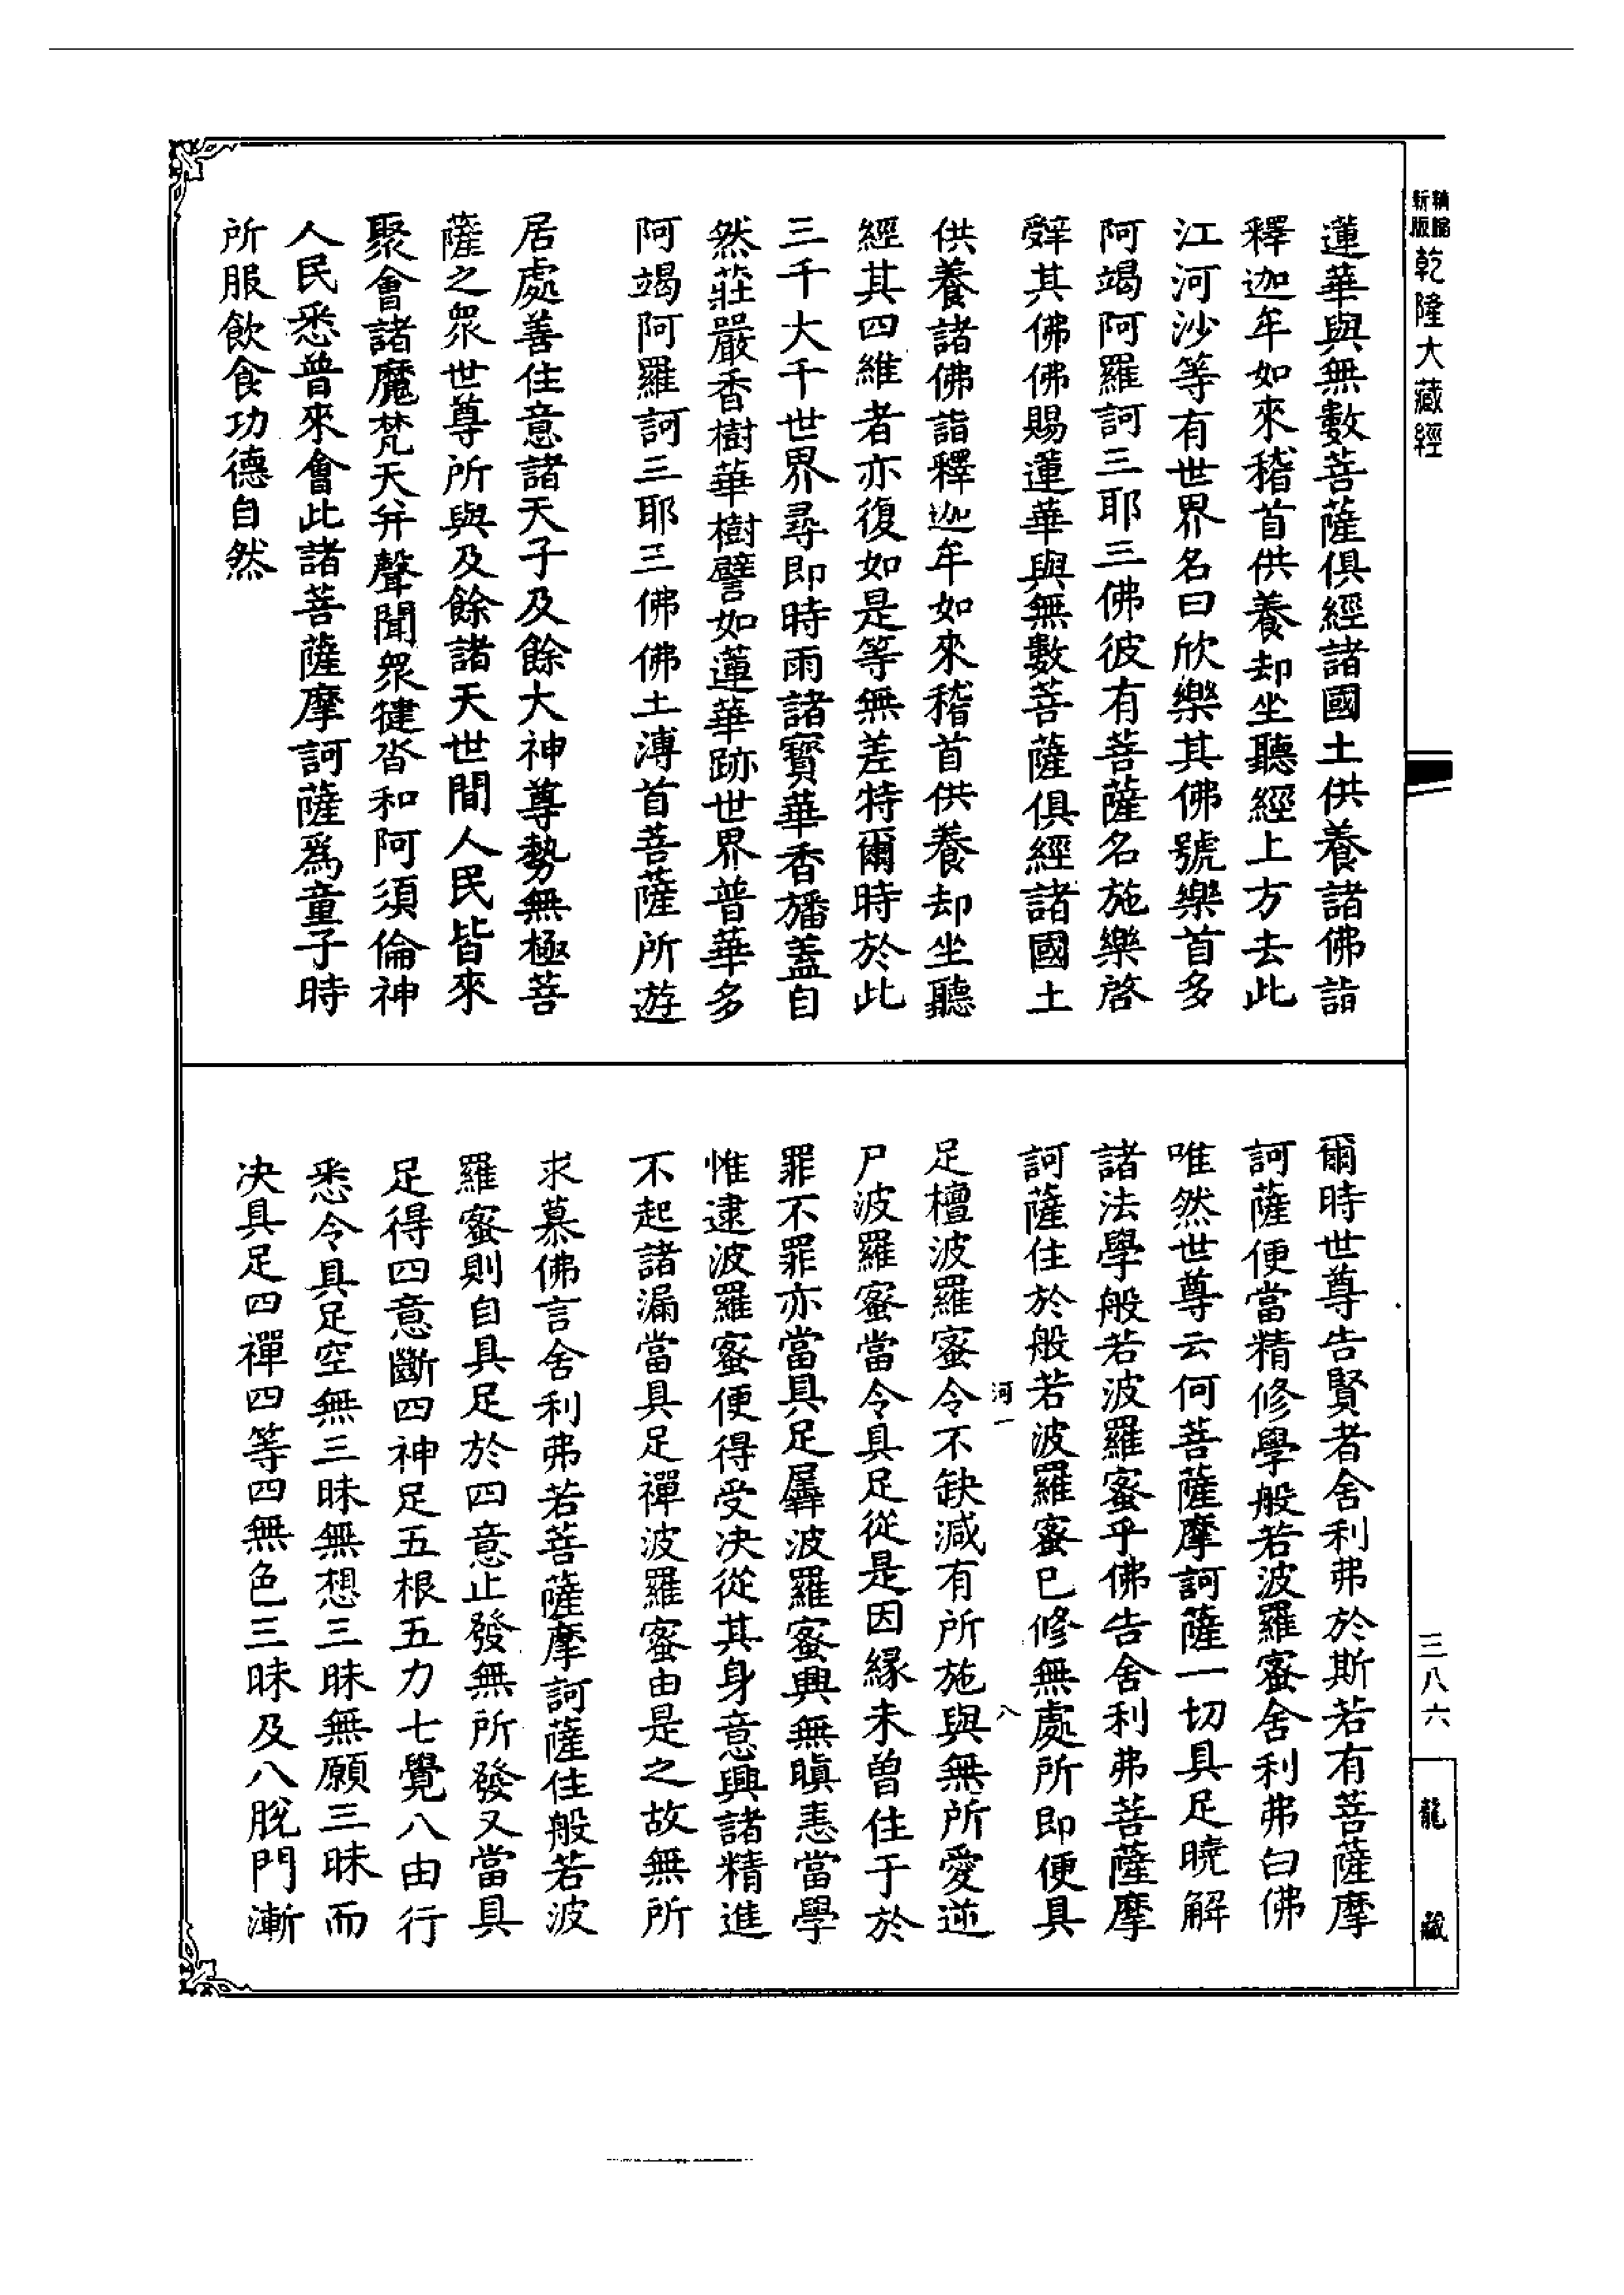 新版精縮乾隆大藏經
蓮華與無數菩薩俱經諸國土供養諸佛詣
釋迦牟如來稽首供養却坐聽經上方去此
江河沙等有世界名曰欣樂其佛號樂首多
阿竭阿羅訶三耶三佛彼有菩薩名施樂啓
辤其佛佛賜蓮華與無數菩薩俱經諸國土
供養諸佛詣釋迦牟如來稽首供養却坐聽
經其四維者亦復如是等無差特爾時於此
三千大千世界尋即時雨諸寶華香旛蓋自
然莊嚴香樹華樹譬如蓮華跡世界普華多
阿竭阿羅訶三耶三佛佛土溥首菩薩所遊
居處善住意諸天子及餘大神尊勢無極菩
薩之衆世尊所與及餘諸天世間人民皆來
聚會諸魔梵天并聲聞衆犍沓和阿須倫神
人民悉普來會此諸菩薩摩訶薩爲童子時
所服飲食功德自然
爾時世尊告賢者舍利弗於斯若有菩薩摩
訶薩便當精修學般若波羅蜜舍利弗白佛
唯然世尊云何菩薩摩訶薩一切具足曉解
諸法學般若波羅蜜乎佛告舍利弗菩薩摩
訶薩住於般若波羅蜜已修無處所即便具
河一 八
足檀波羅蜜令不缺減有所施與無所愛逆
尸波羅蜜當令具足從是因緣未曾住于於
罪不罪亦當具足羼波羅蜜興無瞋恚當學
惟逮波羅蜜便得受决從其身意興諸精進
不起諸漏當具足禪波羅蜜由是之故無所
求慕佛言舍利弗若菩薩摩訶薩住般若波
羅蜜則自具足於四意止發無所發又當具
足得四意斷四神足五根五力七覺八由行
悉令具足空無三昧無想三昧無願三昧而
决具足四禪四等四無色三昧及八脫門漸
三八六
龍藏